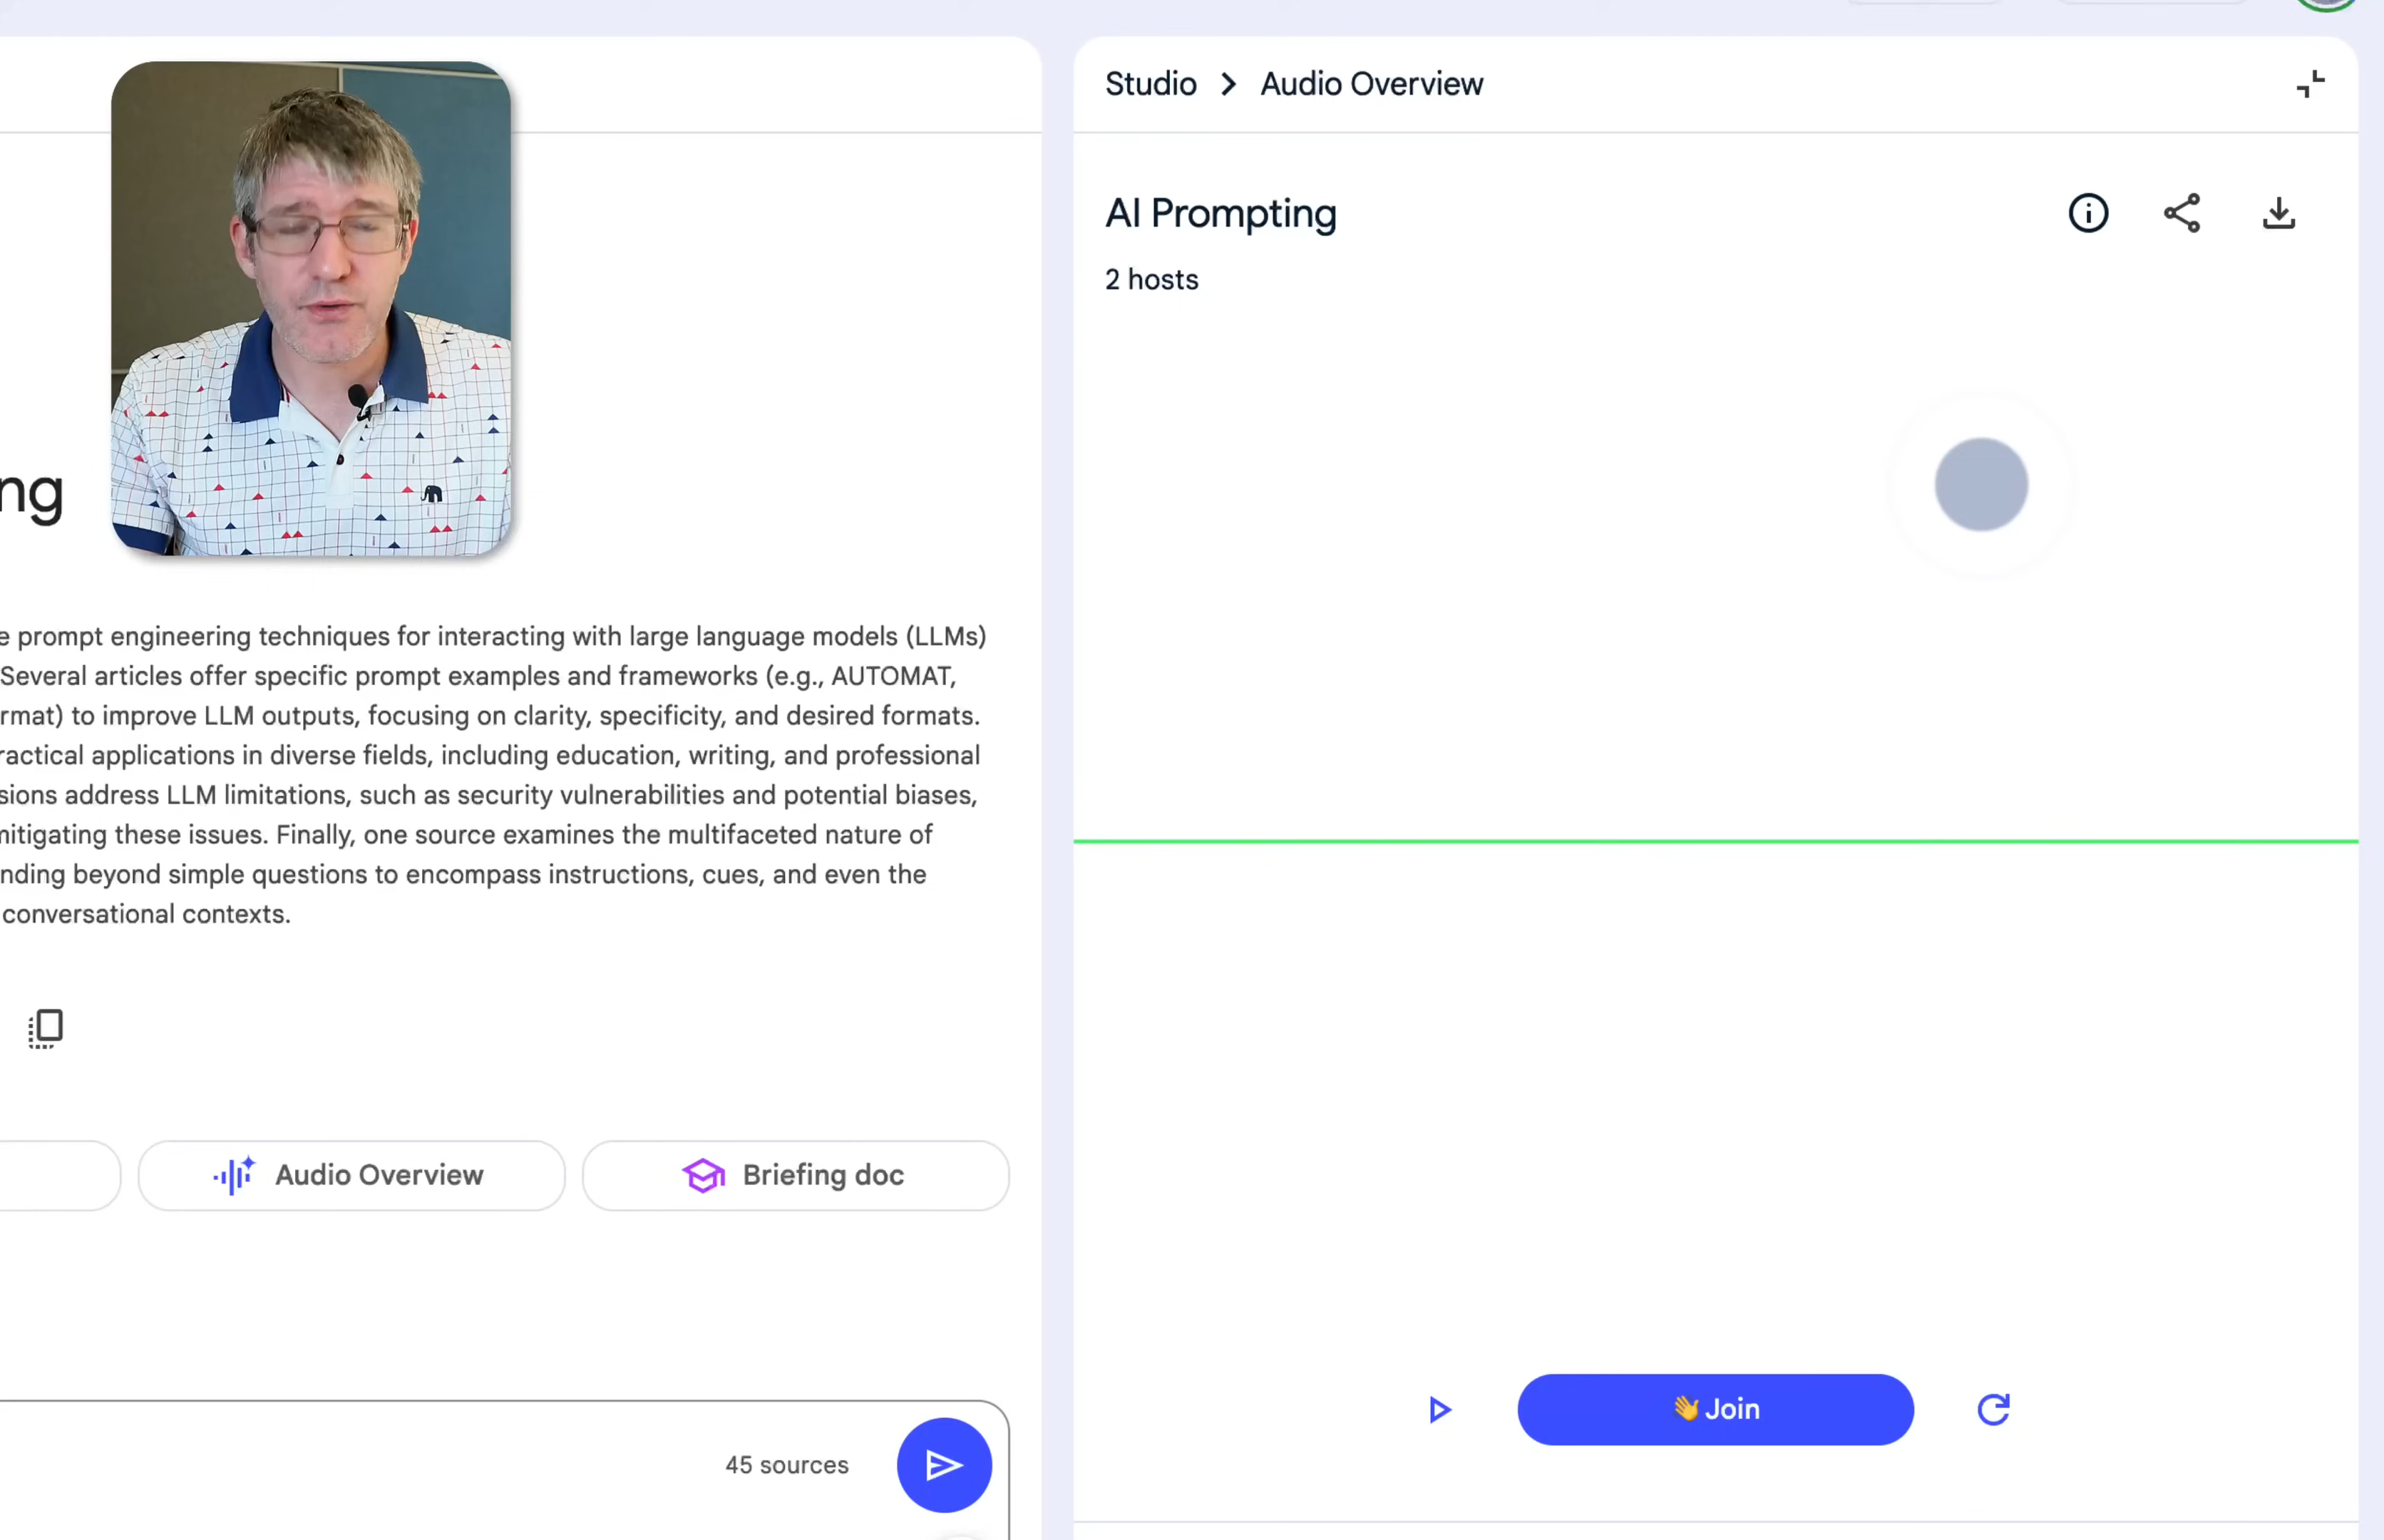 Studio > Audio Overview
AI Prompting
2 hosts
ng
e prompt engineering techniques for interacting with large language models (LLMs)
Several articles offer specific prompt examples and frameworks (e.g., AUTOMAT,
rmat) to improve LLM outputs, focusing on clarity, specificity, and desired formats.
ractical applications in diverse fields, including education, writing, and professional
sions address LLM limitations, such as security vulnerabilities and potential biases,
mitigating these issues. Finally, one source examines the multifaceted nature of
nding beyond simple questions to encompass instructions, cues, and even the
conversational contexts.
Audio Overview
Briefing doc
👋 Join
45 sources